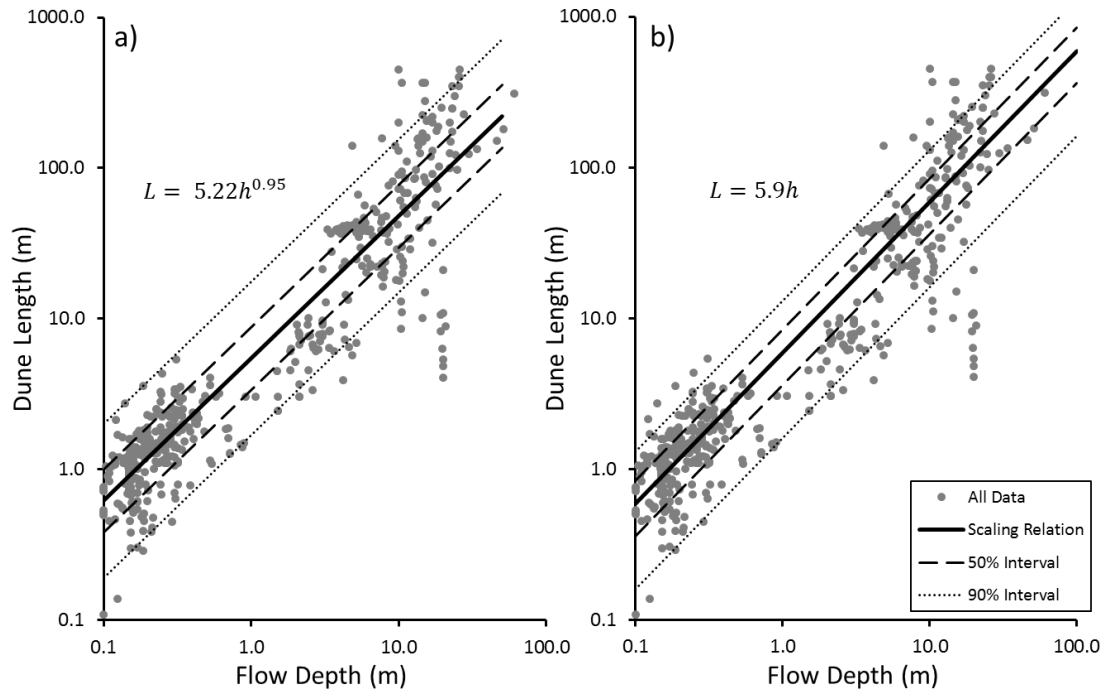 a)
1000.0
100.0
10.0
1.0
0.1
Dune Length (m)
L = 5.22h^0.95
0.1
1.0
10.0
100.0
Flow Depth (m)
b)
1000.0
100.0
10.0
1.0
0.1
Dune Length (m)
L = 5.9h
0.1
1.0
10.0
100.0
Flow Depth (m)
All Data
Scaling Relation
50% Interval
90% Interval